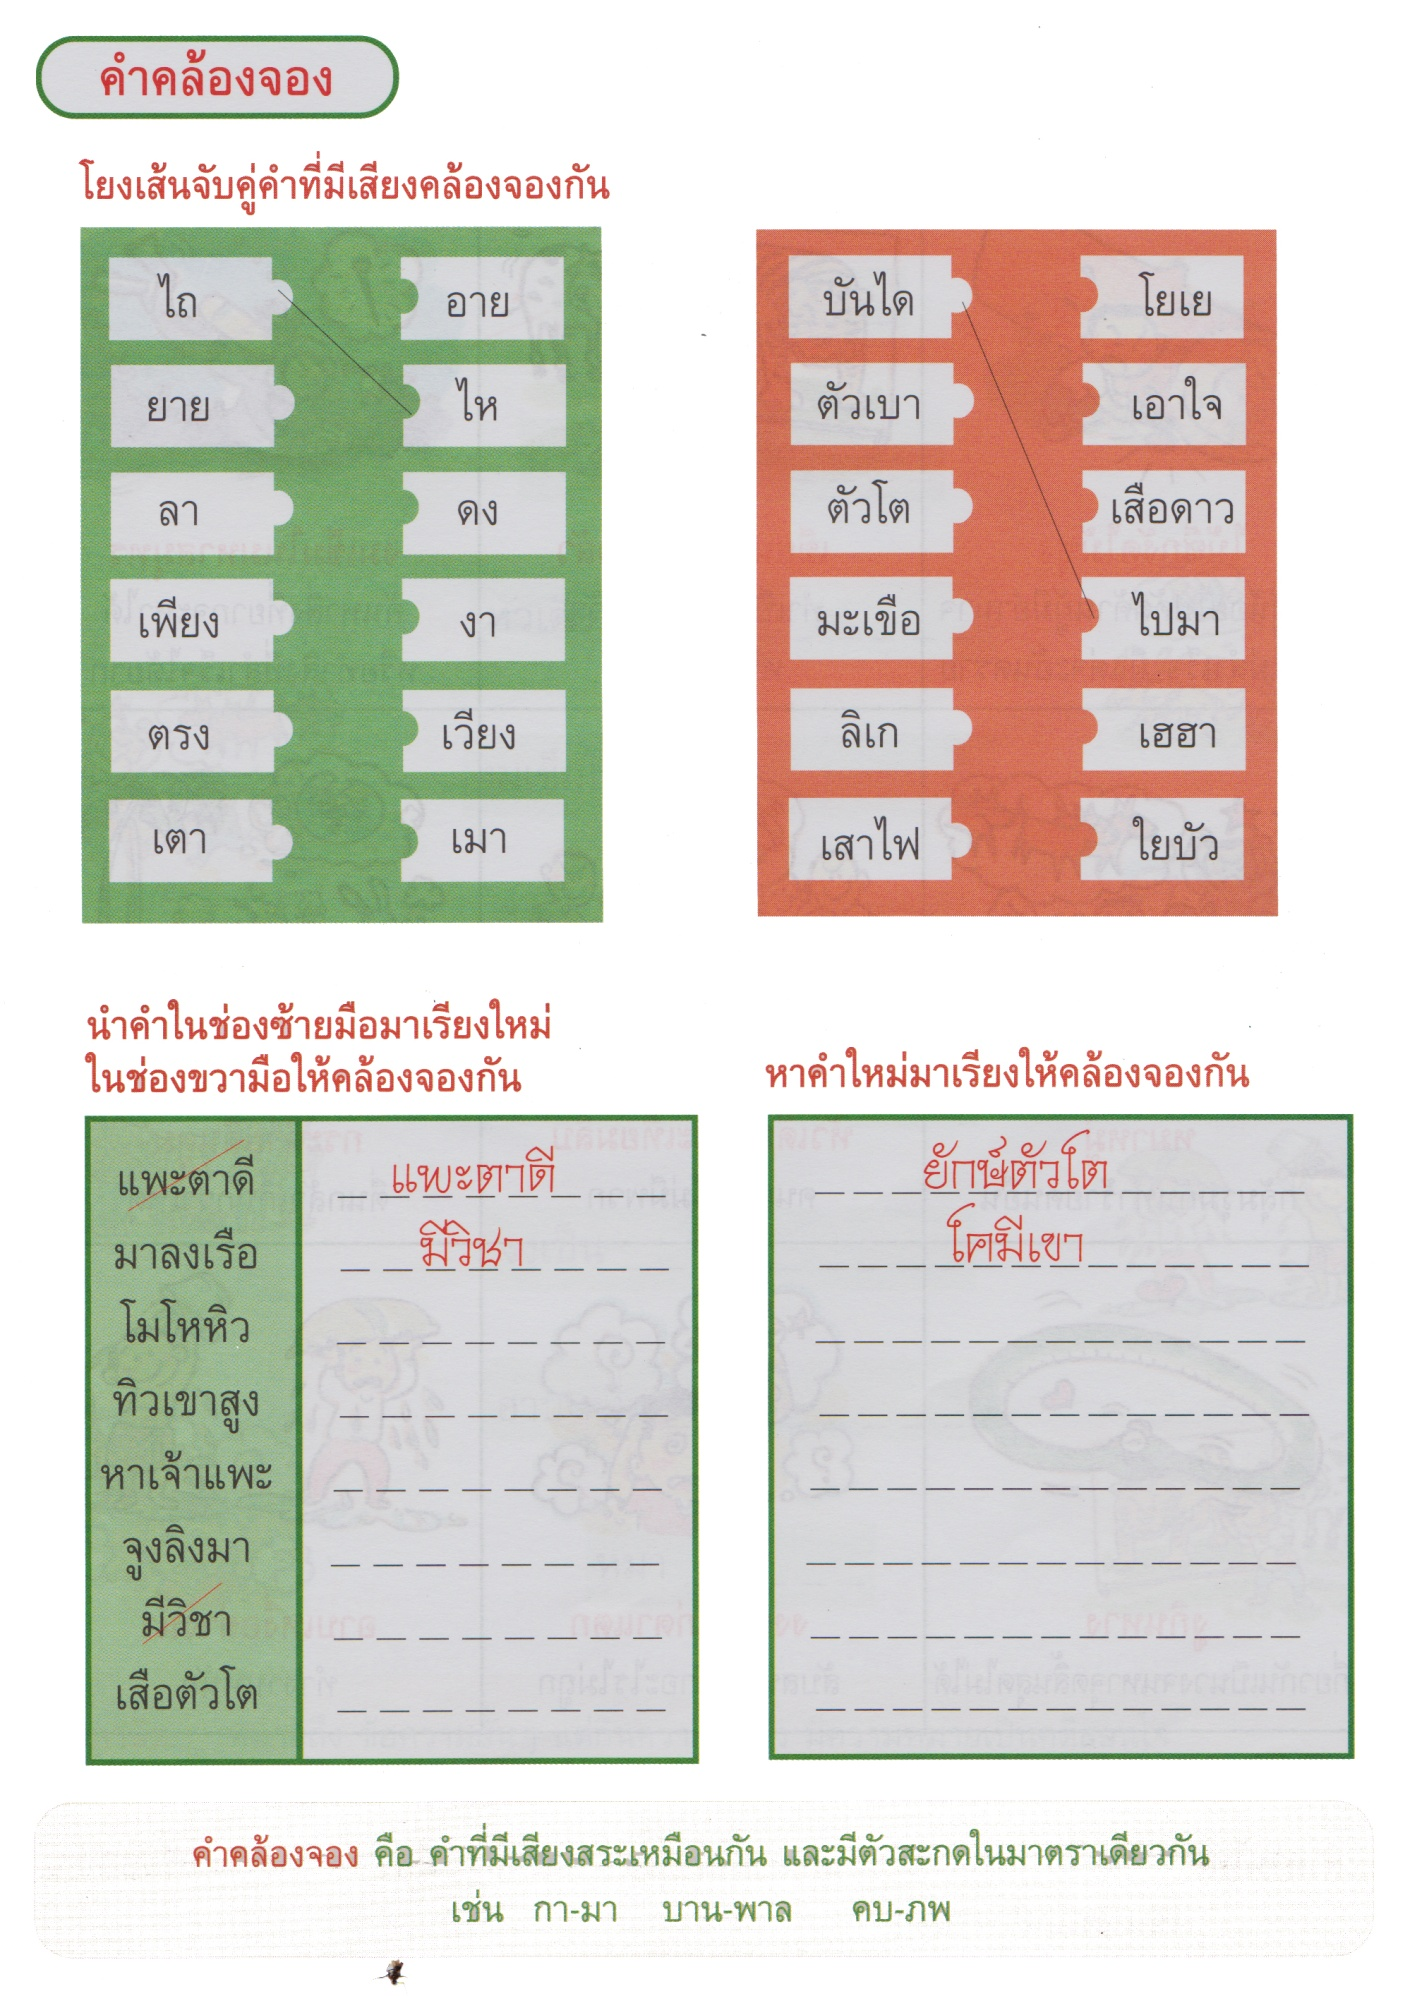 คำคล้องจอง
โยงเส้นจับคู่คำที่มีเสียงคล้องจองกัน
ไถ อาย
ยาย ไห
ลา ดง
เพียง งา
ตรง เวียง
เตา เมา
บันได โยเย
ตัวเบา เอาใจ
ตัวโต เสือดาว
มะเขือ ไปมา
ลิเก เฮฮา
เสาไฟ ใยบัว
นำคำในช่องซ้ายมือมาเรียงใหม่
ในช่องขวามือให้คล้องจองกัน
แพะตาดี แพะตาดี
มาลงเรือ มีวิชา
โมโหหิว
ทิวเขาสูง
หาเจ้าแพะ
จูงลิงมา
มีวิชา
เสือตัวโต
หาคำใหม่มาเรียงให้คล้องจองกัน
ยักษ์ตัวโต
โคมีเขา
คำคล้องจอง คือ คำที่มีเสียงสระเหมือนกัน และมีตัวสะกดในมาตราเดียวกัน
เช่น กา-มา บาน-พาล คบ-ภพ